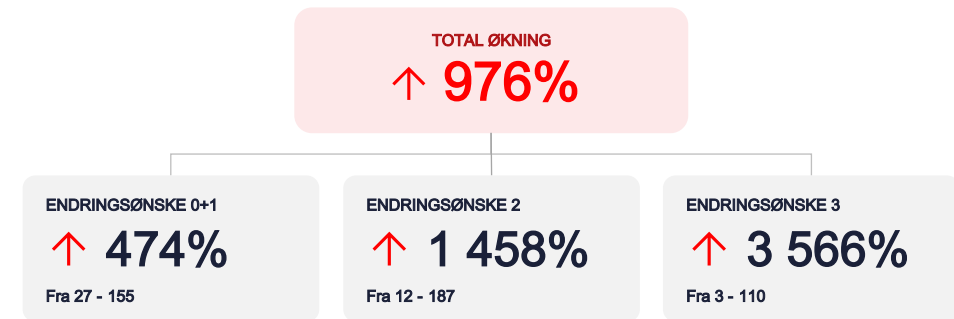 TOTAL ØKNING
↑ 976%
ENDRINGSØNSKE 0+1
↑ 474%
Fra 27 - 155
ENDRINGSØNSKE 2
↑ 1 458%
Fra 12 - 187
ENDRINGSØNSKE 3
↑ 3 566%
Fra 3 - 110